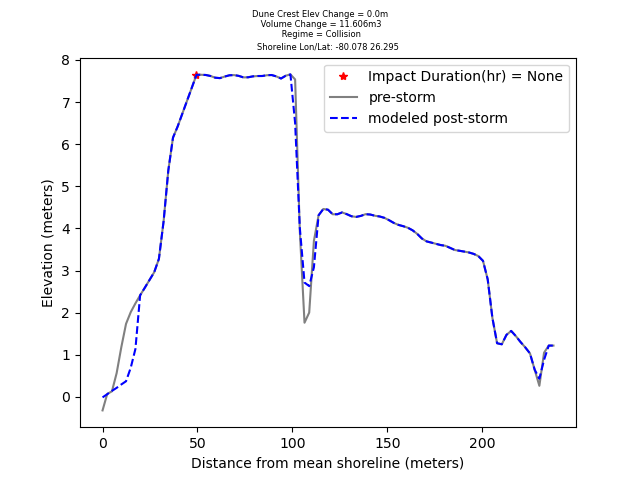 Dune Crest Elev Change = 0.0m
Volume Change = 11.606m3
Regime = Collision
Shoreline Lon/Lat: -80.078 26.295
Impact Duration(hr) = None
pre-storm
modeled post-storm
8
7
6
5
4
3
2
1
0
Elevation (meters)
0 50 100 150 200
Distance from mean shoreline (meters)